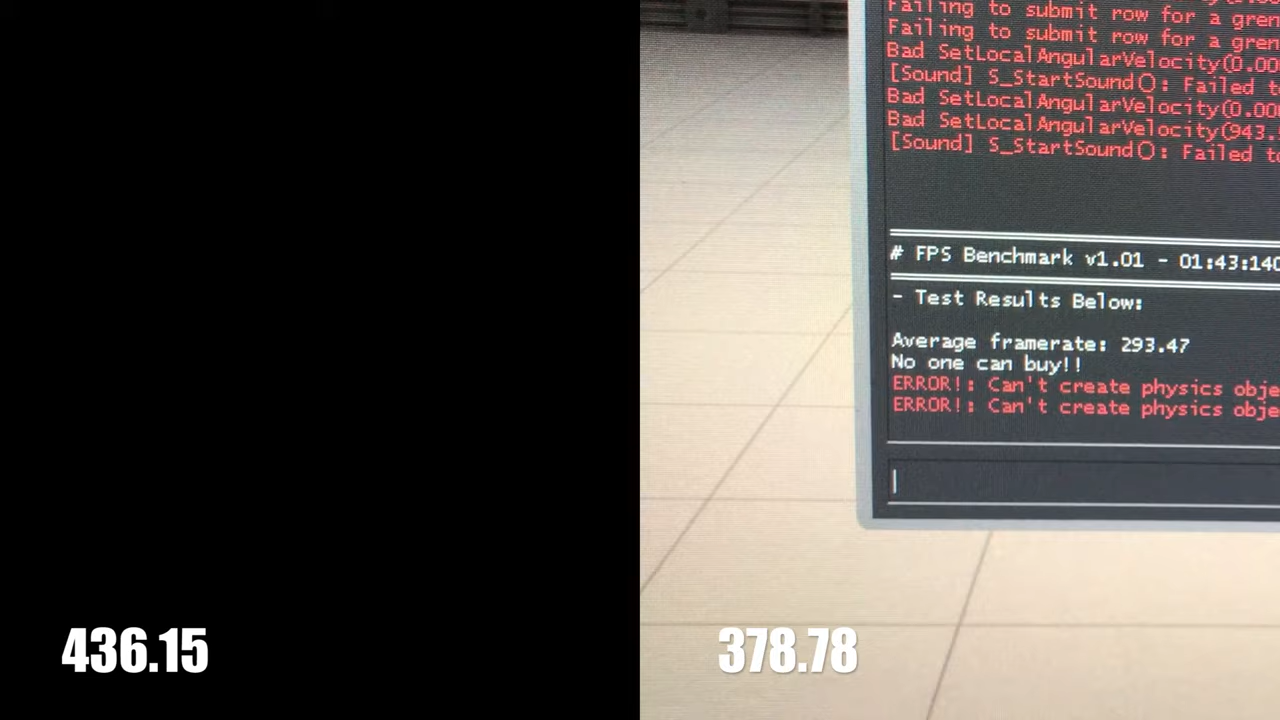 Failing to submit row for a gren
Failing to submit row for a gren
Bad SetLocalAngularVelocity(0.00
[Sound] S_StartSound(): Failed to
Bad SetLocalAngularVelocity(0.00
Bad SetLocalAngularVelocity(943.
[Sound] S_StartSound(): Failed to
# FPS Benchmark v1.01 - 01:43:140
- Test Results Below:
Average framerate: 293.47
No one can buy!!
ERROR!: Can't create physics obje
ERROR!: Can't create physics obje
436.15
378.78